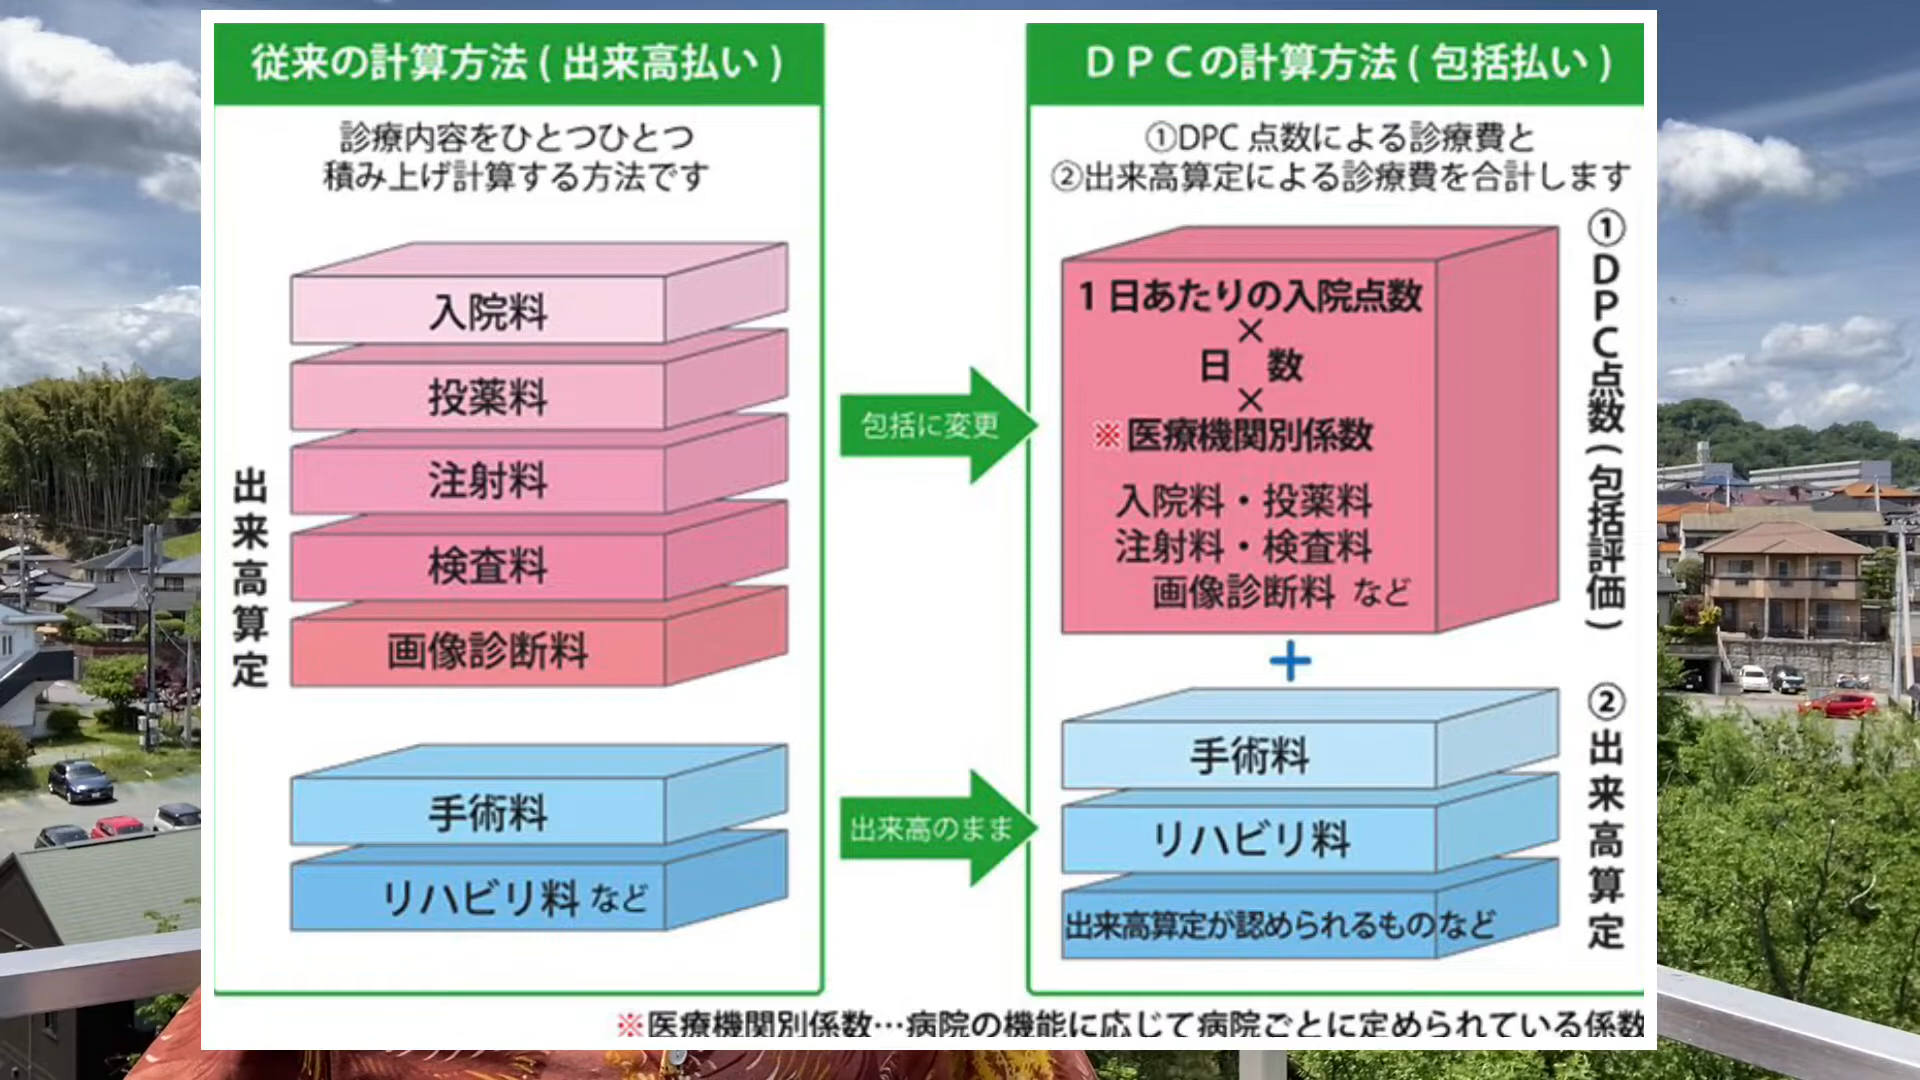 従来の計算方法(出来高払い)
診療内容をひとつひとつ
積み上げ計算する方法です
出来高算定
入院料
投薬料
注射料
検査料
画像診断料
手術料
リハビリ料 など
包括に変更
出来高のまま
DPCの計算方法(包括払い)
①DPC 点数による診療費と
②出来高算定による診療費を合計します
1日あたりの入院点数
×
日 数
×
※医療機関別係数
入院料・投薬料
注射料・検査料
画像診断料 など
①DPC点数(包括評価)
+
手術料
リハビリ料
出来高算定が認められるものなど
②出来高算定
※医療機関別係数…病院の機能に応じて病院ごとに定められている係数